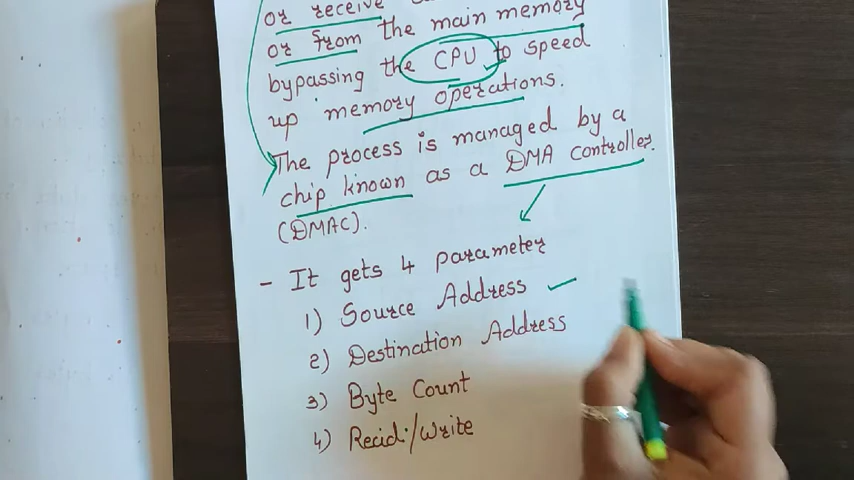 or receive
or from the main memory
bypassing the CPU to speed
up memory operations.
The process is managed by a
chip known as a DMA controller.
(DMAC).
- It gets 4 parameter
1) Source Address
2) Destination Address
3) Byte Count
4) Read/Write